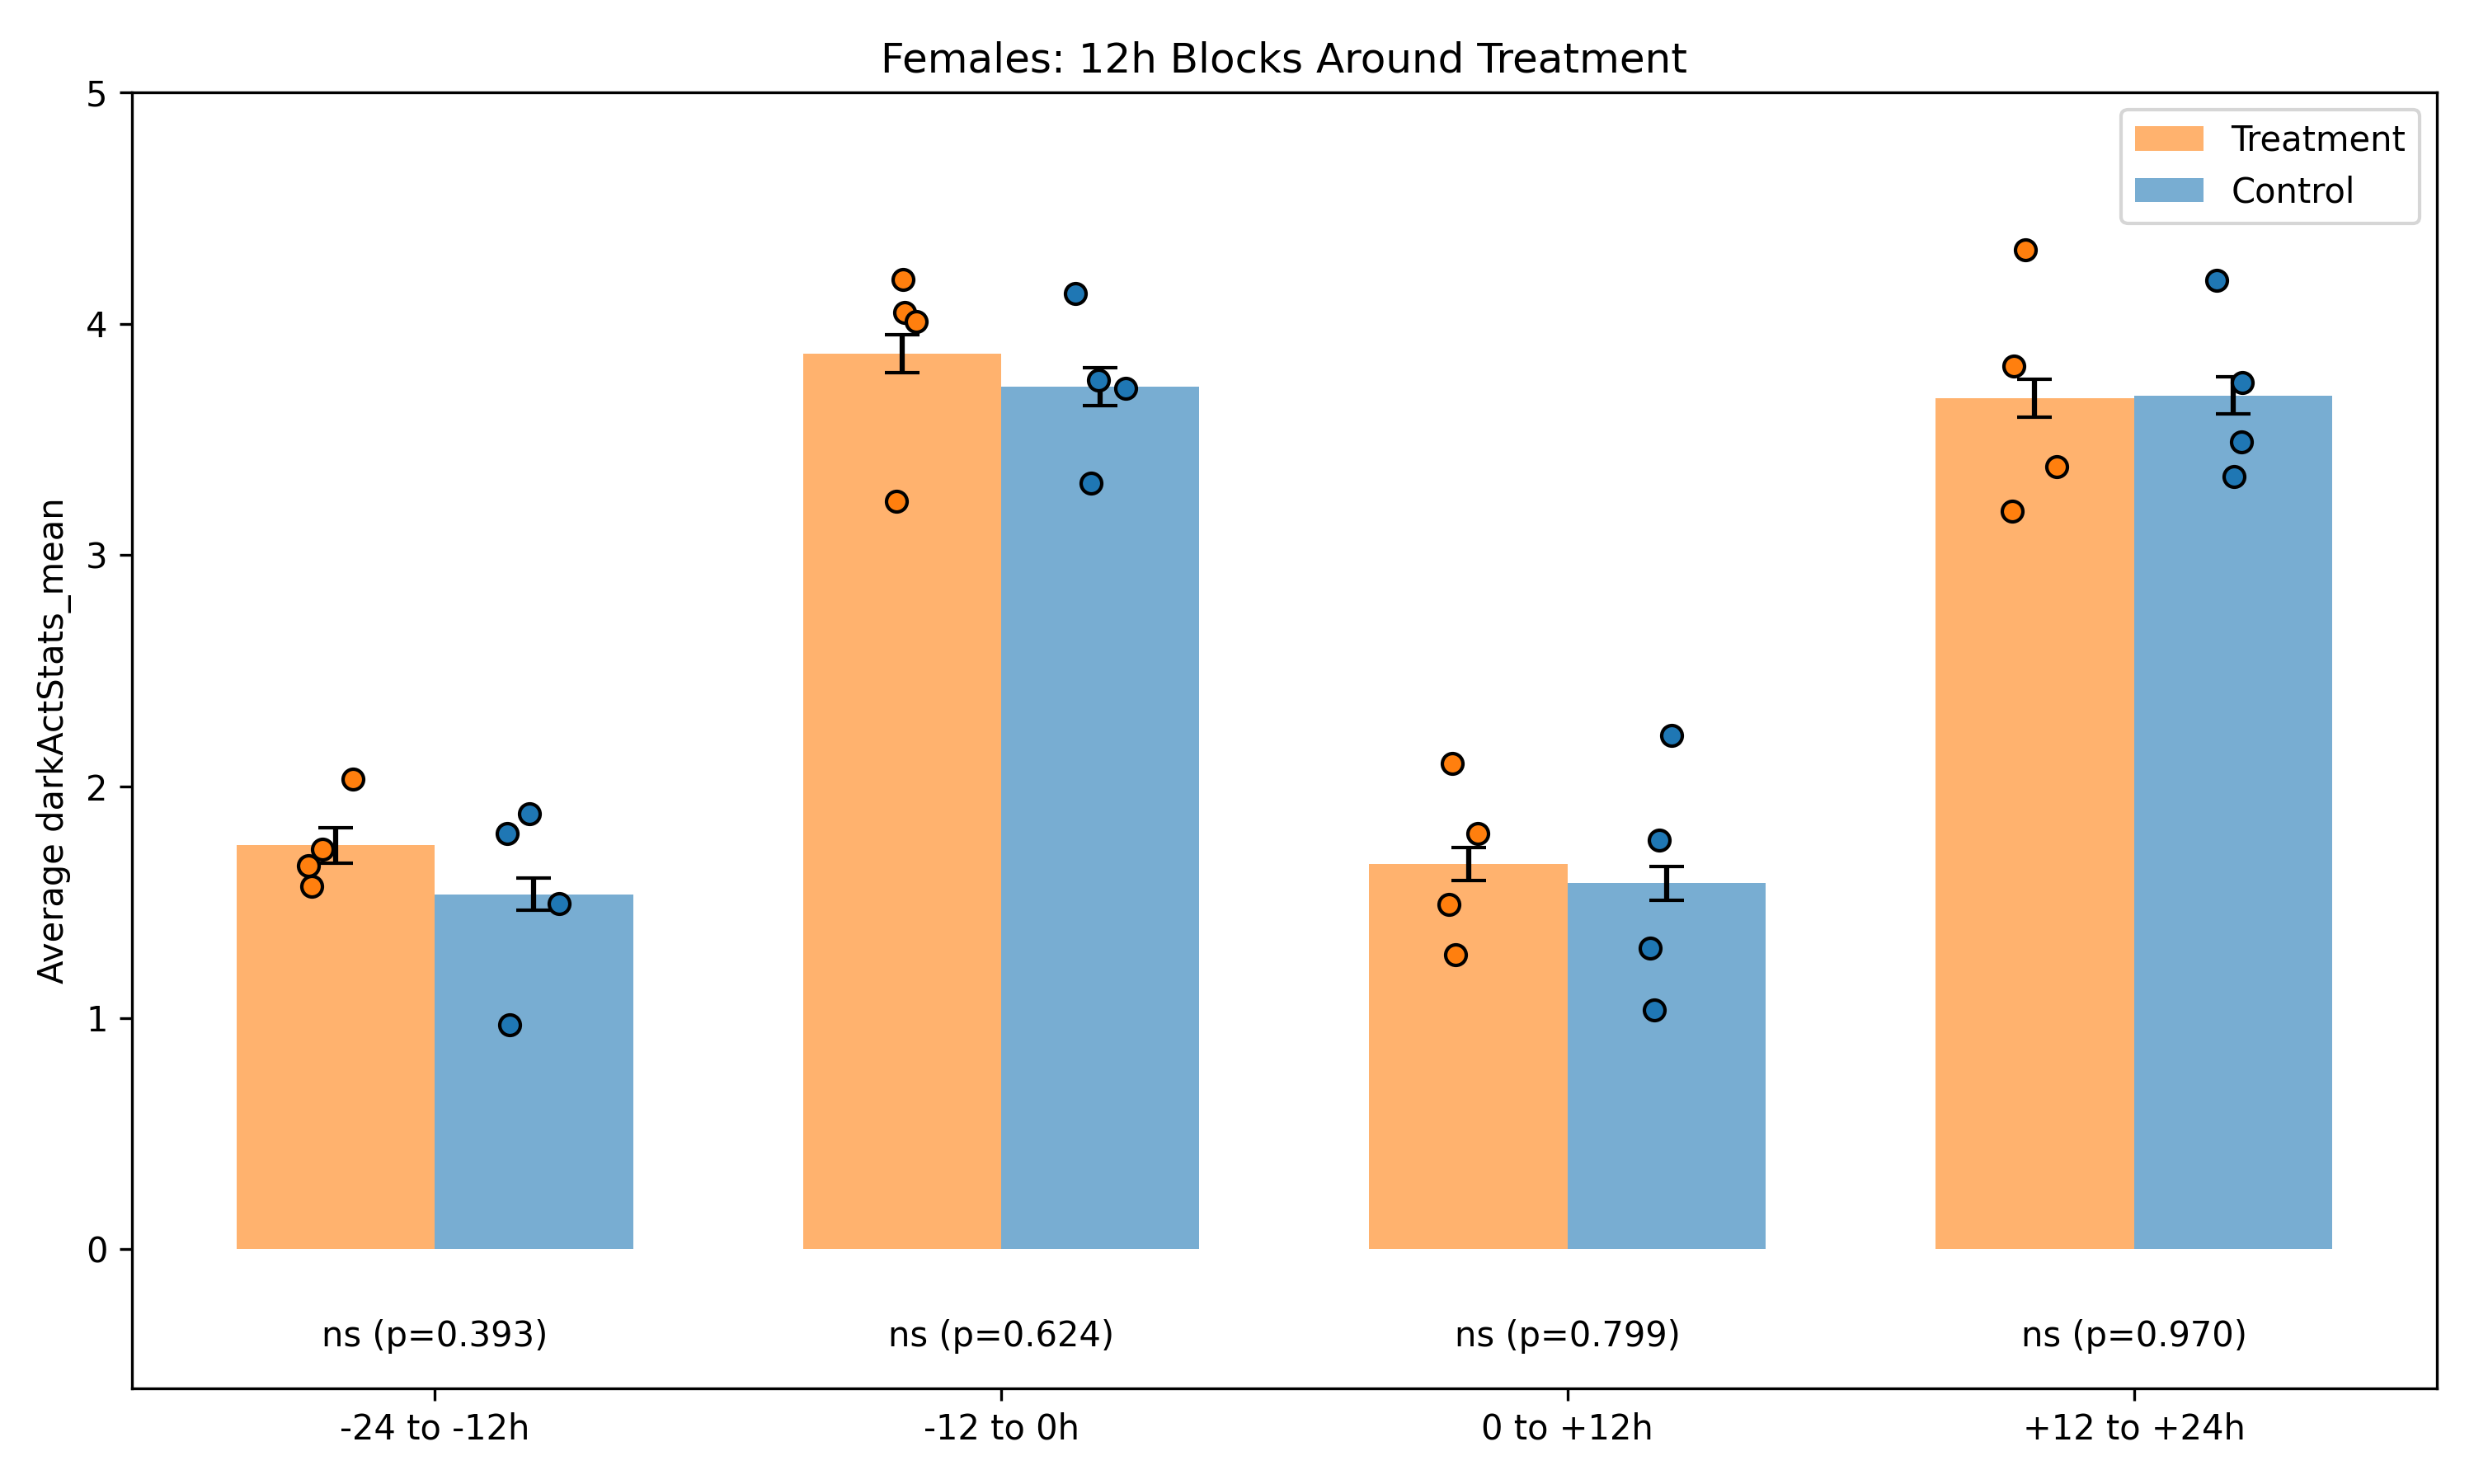 Females: 12h Blocks Around Treatment
Treatment
Control
Average darkActStats_mean
5
4
3
2
1
0
ns (p=0.393)
ns (p=0.624)
ns (p=0.799)
ns (p=0.970)
-24 to -12h
-12 to 0h
0 to +12h
+12 to +24h